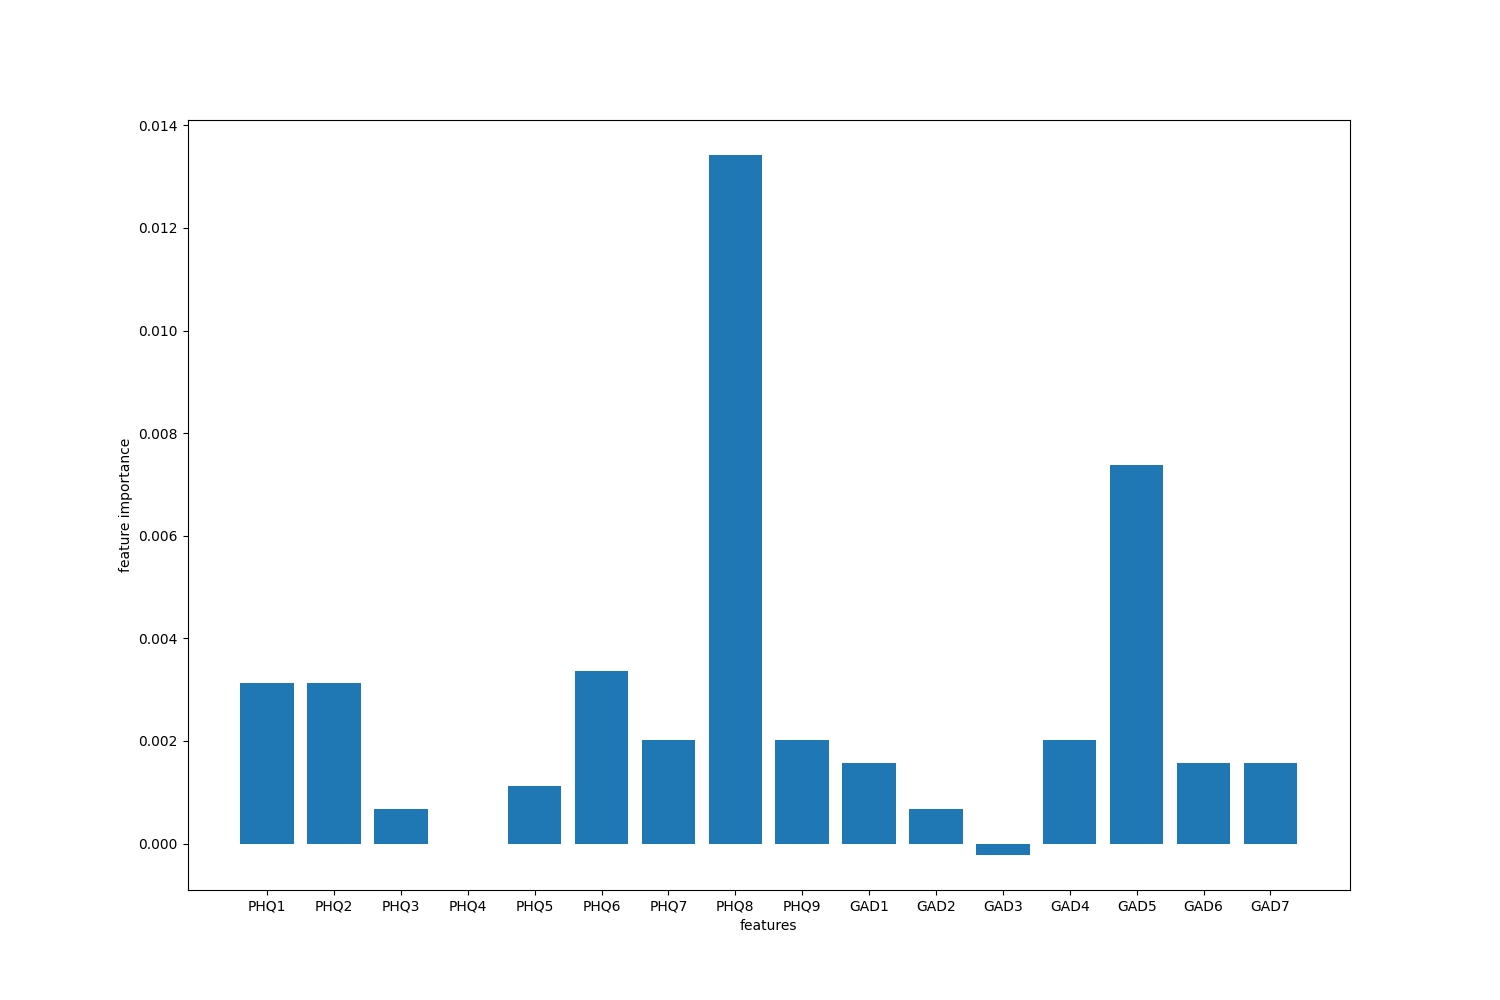 feature importance
0.014
0.012
0.010
0.008
0.006
0.004
0.002
0.000
PHQ1 PHQ2 PHQ3 PHQ4 PHQ5 PHQ6 PHQ7 PHQ8 PHQ9 GAD1 GAD2 GAD3 GAD4 GAD5 GAD6 GAD7
features